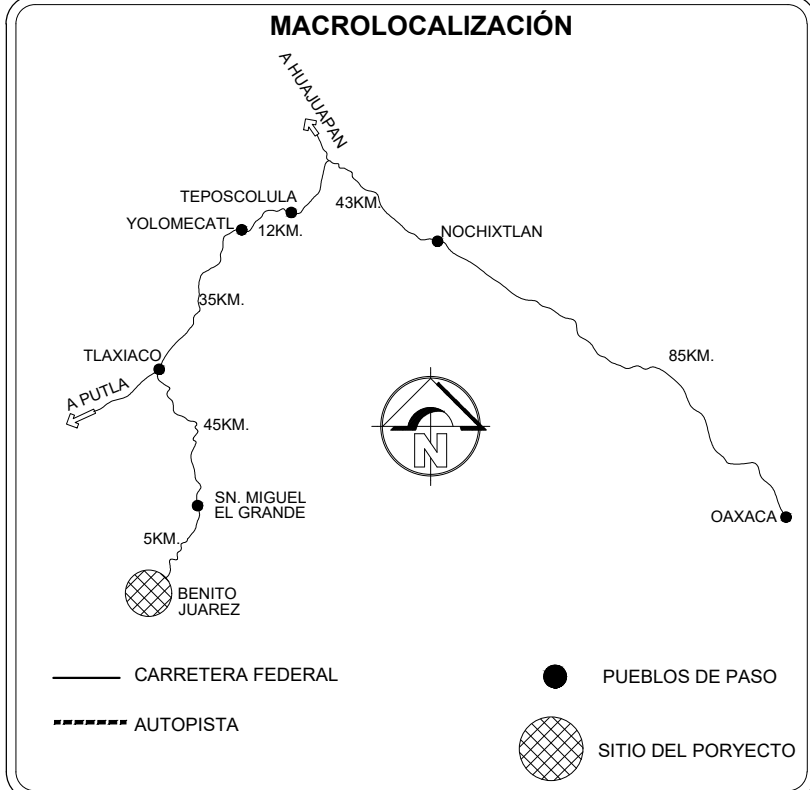 MACROLOCALIZACIÓN
A HUAJUAPAN
TEPOSCOLULA
43KM.
YOLOMECATL
12KM.
NOCHIXTLAN
35KM.
TLAXIACO
85KM.
A PUTLA
45KM.
N
SN. MIGUEL
EL GRANDE
OAXACA
5KM.
BENITO
JUAREZ
CARRETERA FEDERAL
PUEBLOS DE PASO
AUTOPISTA
SITIO DEL PORYECTO